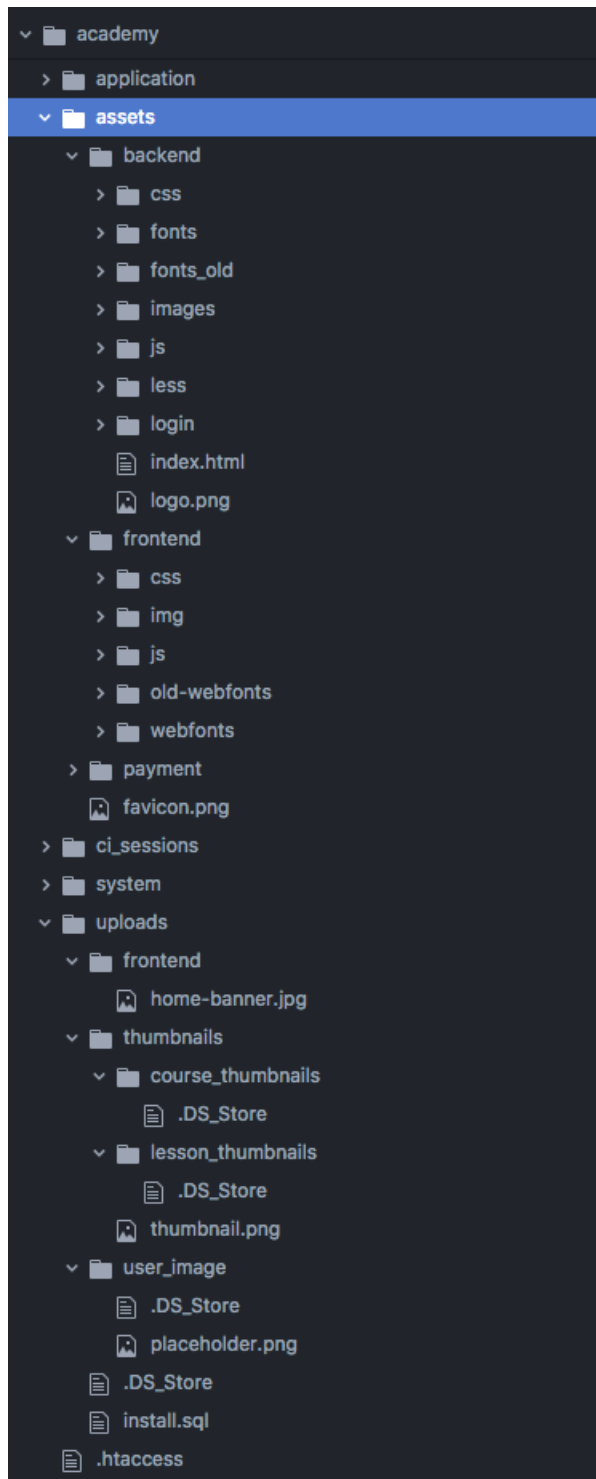 academy
application
assets
backend
css
fonts
fonts_old
images
js
less
login
index.html
logo.png
frontend
css
img
js
old-webfonts
webfonts
payment
favicon.png
ci_sessions
system
uploads
frontend
home-banner.jpg
thumbnails
course_thumbnails
.DS_Store
lesson_thumbnails
.DS_Store
thumbnail.png
user_image
.DS_Store
placeholder.png
.DS_Store
install.sql
.htaccess